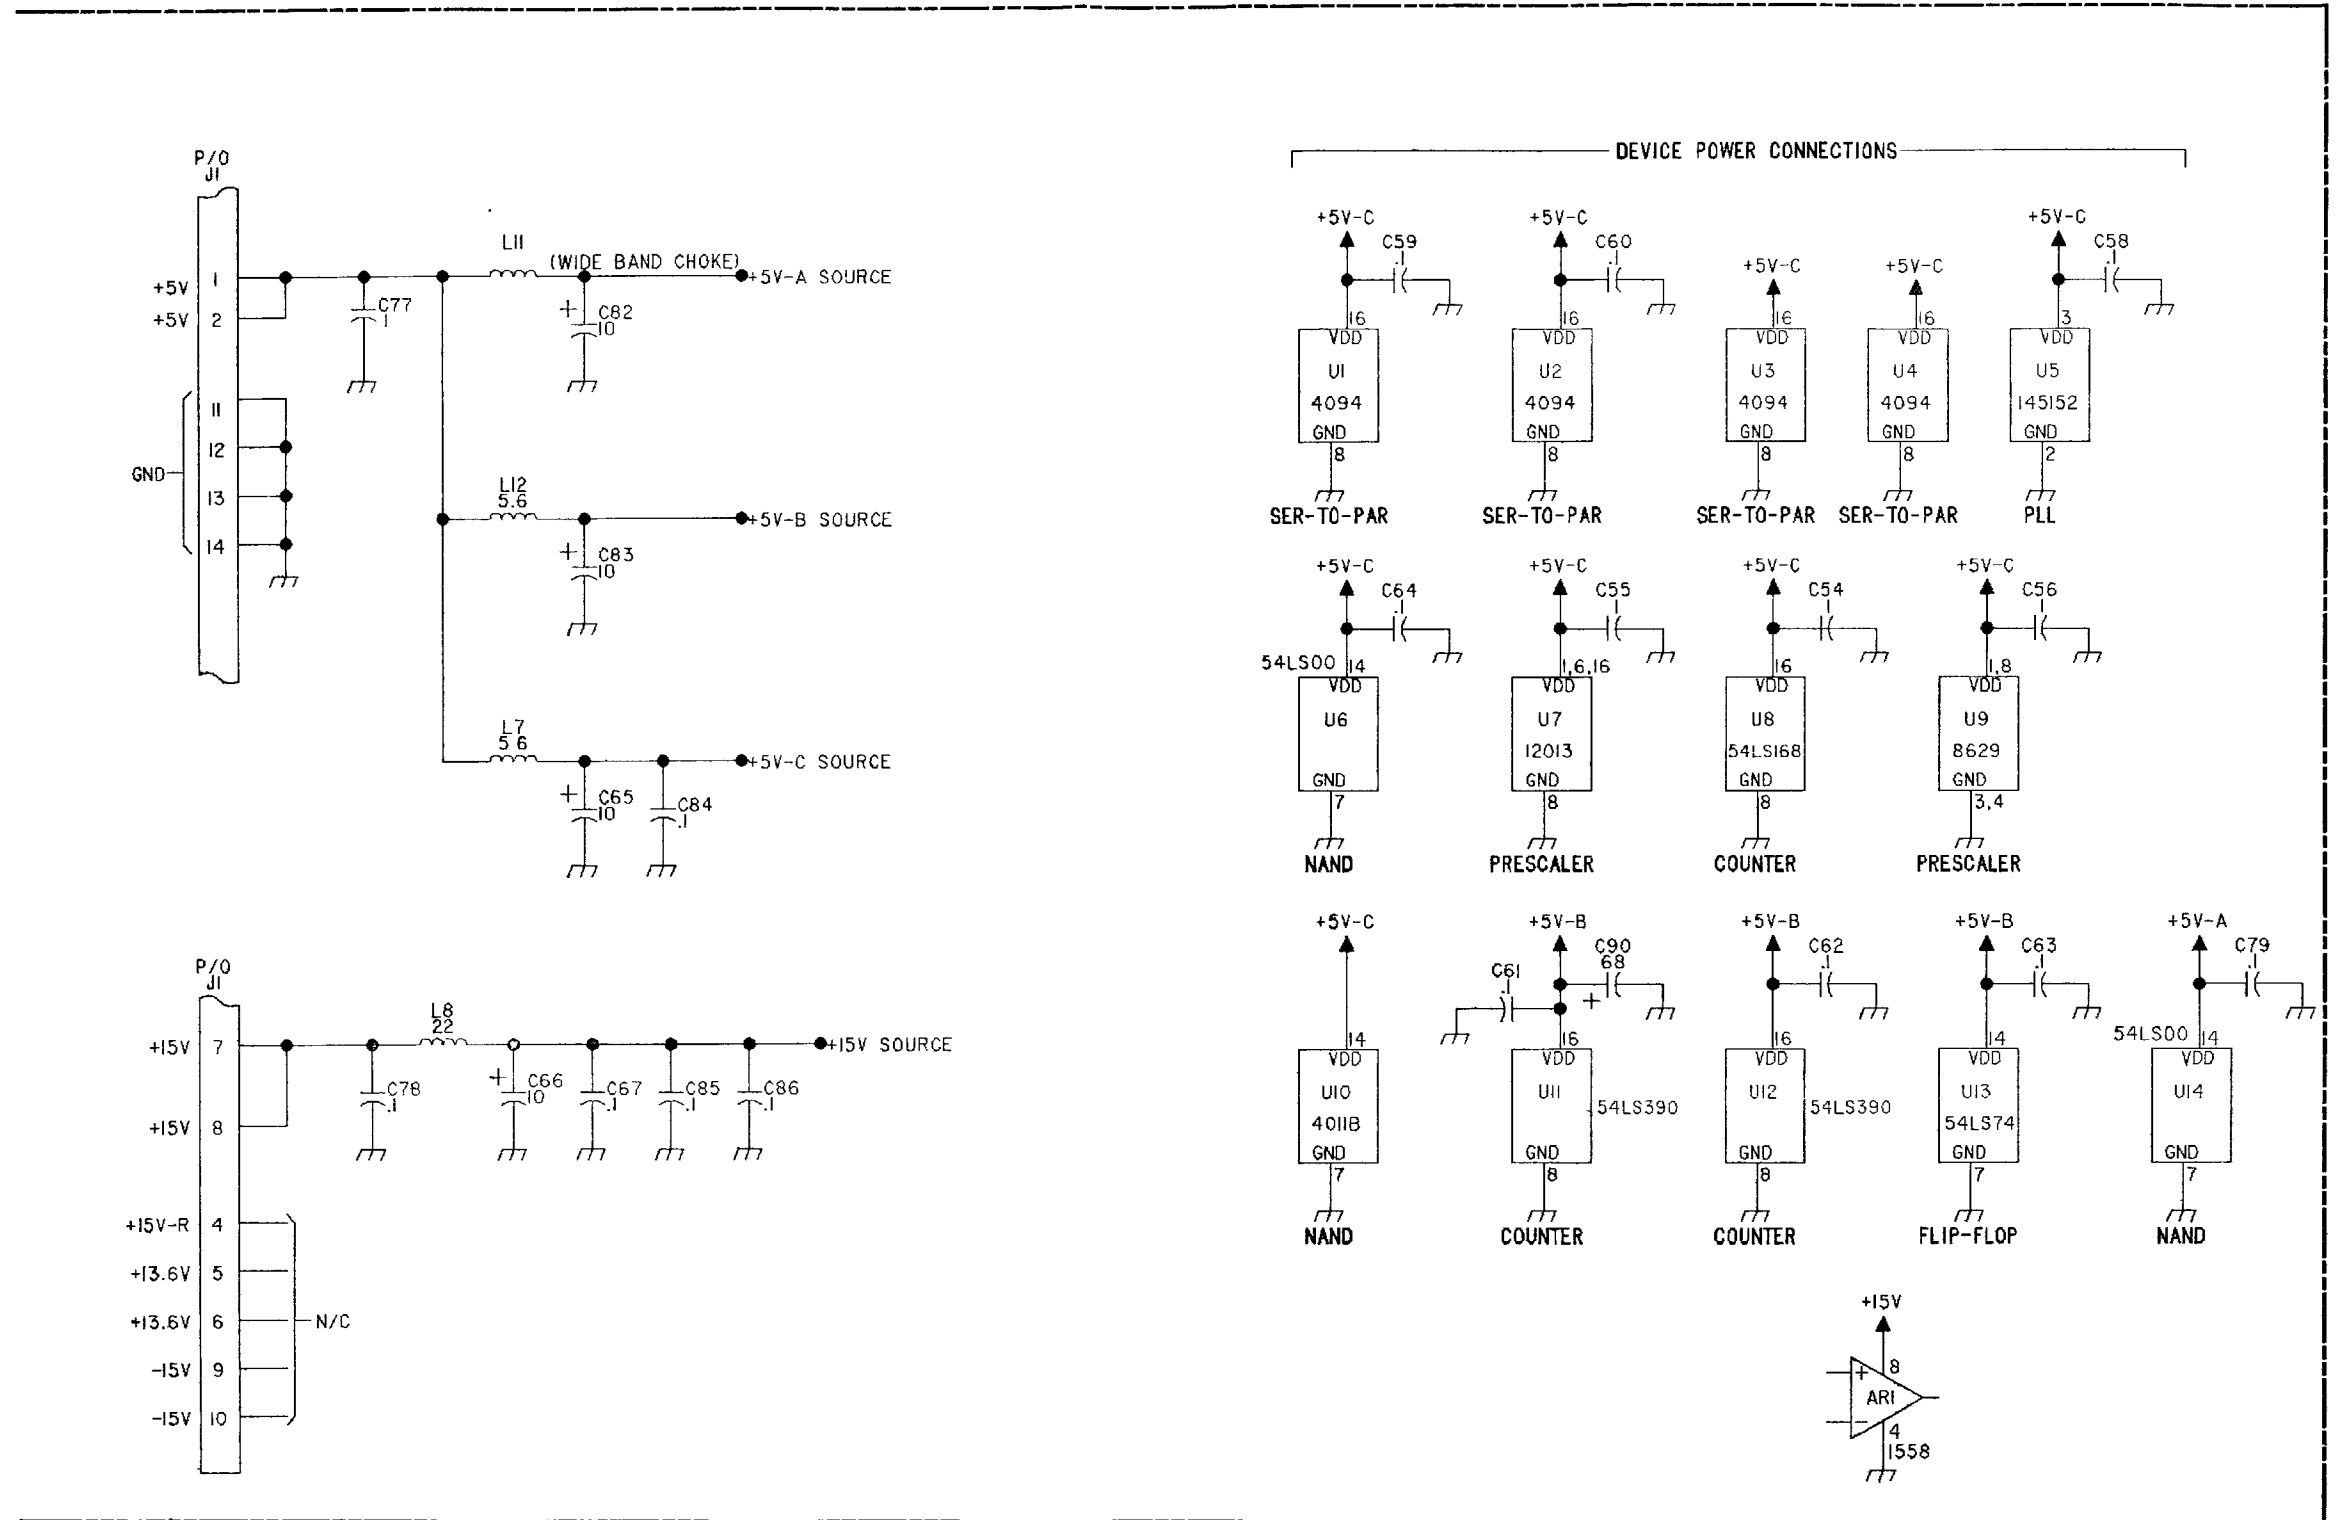 P/O
J1
+5V
1
+5V
2
L11
(WIDE BAND CHOKE)
+5V-A SOURCE
C77
.1
+
C82
10
GND
11
12
13
14
L12
5.6
+5V-B SOURCE
+
C83
10
L7
5.6
+5V-C SOURCE
+
C65
10
C84
.1
P/O
J1
+15V
7
+15V
8
L8
22
+15V SOURCE
C78
.1
+
C66
10
C67
.1
C85
.1
C86
.1
+15V-R
4
+13.6V
5
+13.6V
6
-15V
9
-15V
10
N/C
DEVICE POWER CONNECTIONS
+5V-C
C59
.1
16
VDD
U1
4094
GND
8
SER-TO-PAR
+5V-C
C60
.1
16
VDD
U2
4094
GND
8
SER-TO-PAR
+5V-C
16
VDD
U3
4094
GND
8
SER-TO-PAR
+5V-C
16
VDD
U4
4094
GND
8
SER-TO-PAR
+5V-C
C58
.1
3
VDD
U5
145152
GND
2
PLL
+5V-C
C64
.1
54LS00
14
VDD
U6
GND
7
NAND
+5V-C
C55
.1
1,6,16
VDD
U7
12013
GND
8
PRESCALER
+5V-C
C54
.1
16
VDD
U8
54LS168
GND
8
COUNTER
+5V-C
C56
.1
1,8
VDD
U9
8629
GND
3,4
PRESCALER
+5V-C
14
VDD
U10
4011B
GND
7
NAND
+5V-B
C90
68
+
C61
.1
16
VDD
U11
54LS390
GND
8
COUNTER
+5V-B
C62
.1
16
VDD
U12
54LS390
GND
8
COUNTER
+5V-B
C63
.1
14
VDD
U13
54LS74
GND
7
FLIP-FLOP
+5V-A
C79
.1
54LS00
14
VDD
U14
GND
7
NAND
+15V
8
+
AR1
−
4
1558